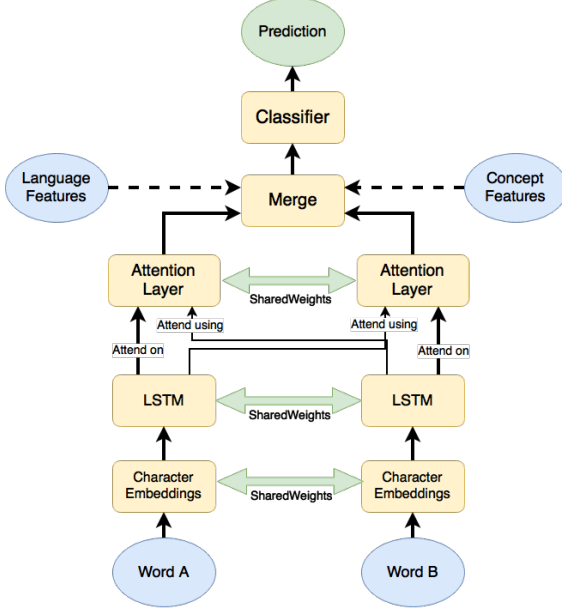 Prediction
Classifier
Language
Features
Concept
Features
Merge
Attention
Layer
Attention
Layer
SharedWeights
Attend using
Attend using
Attend on
Attend on
LSTM
LSTM
SharedWeights
Character
Embeddings
Character
Embeddings
SharedWeights
Word A
Word B